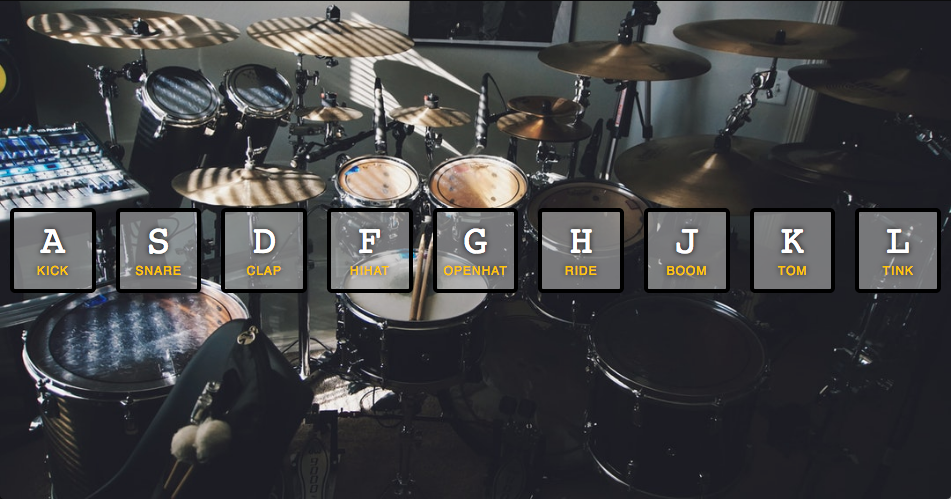 A S D F G H J K L
KICK SNARE CLAP HIHAT OPENHAT RIDE BOOM TOM TINK